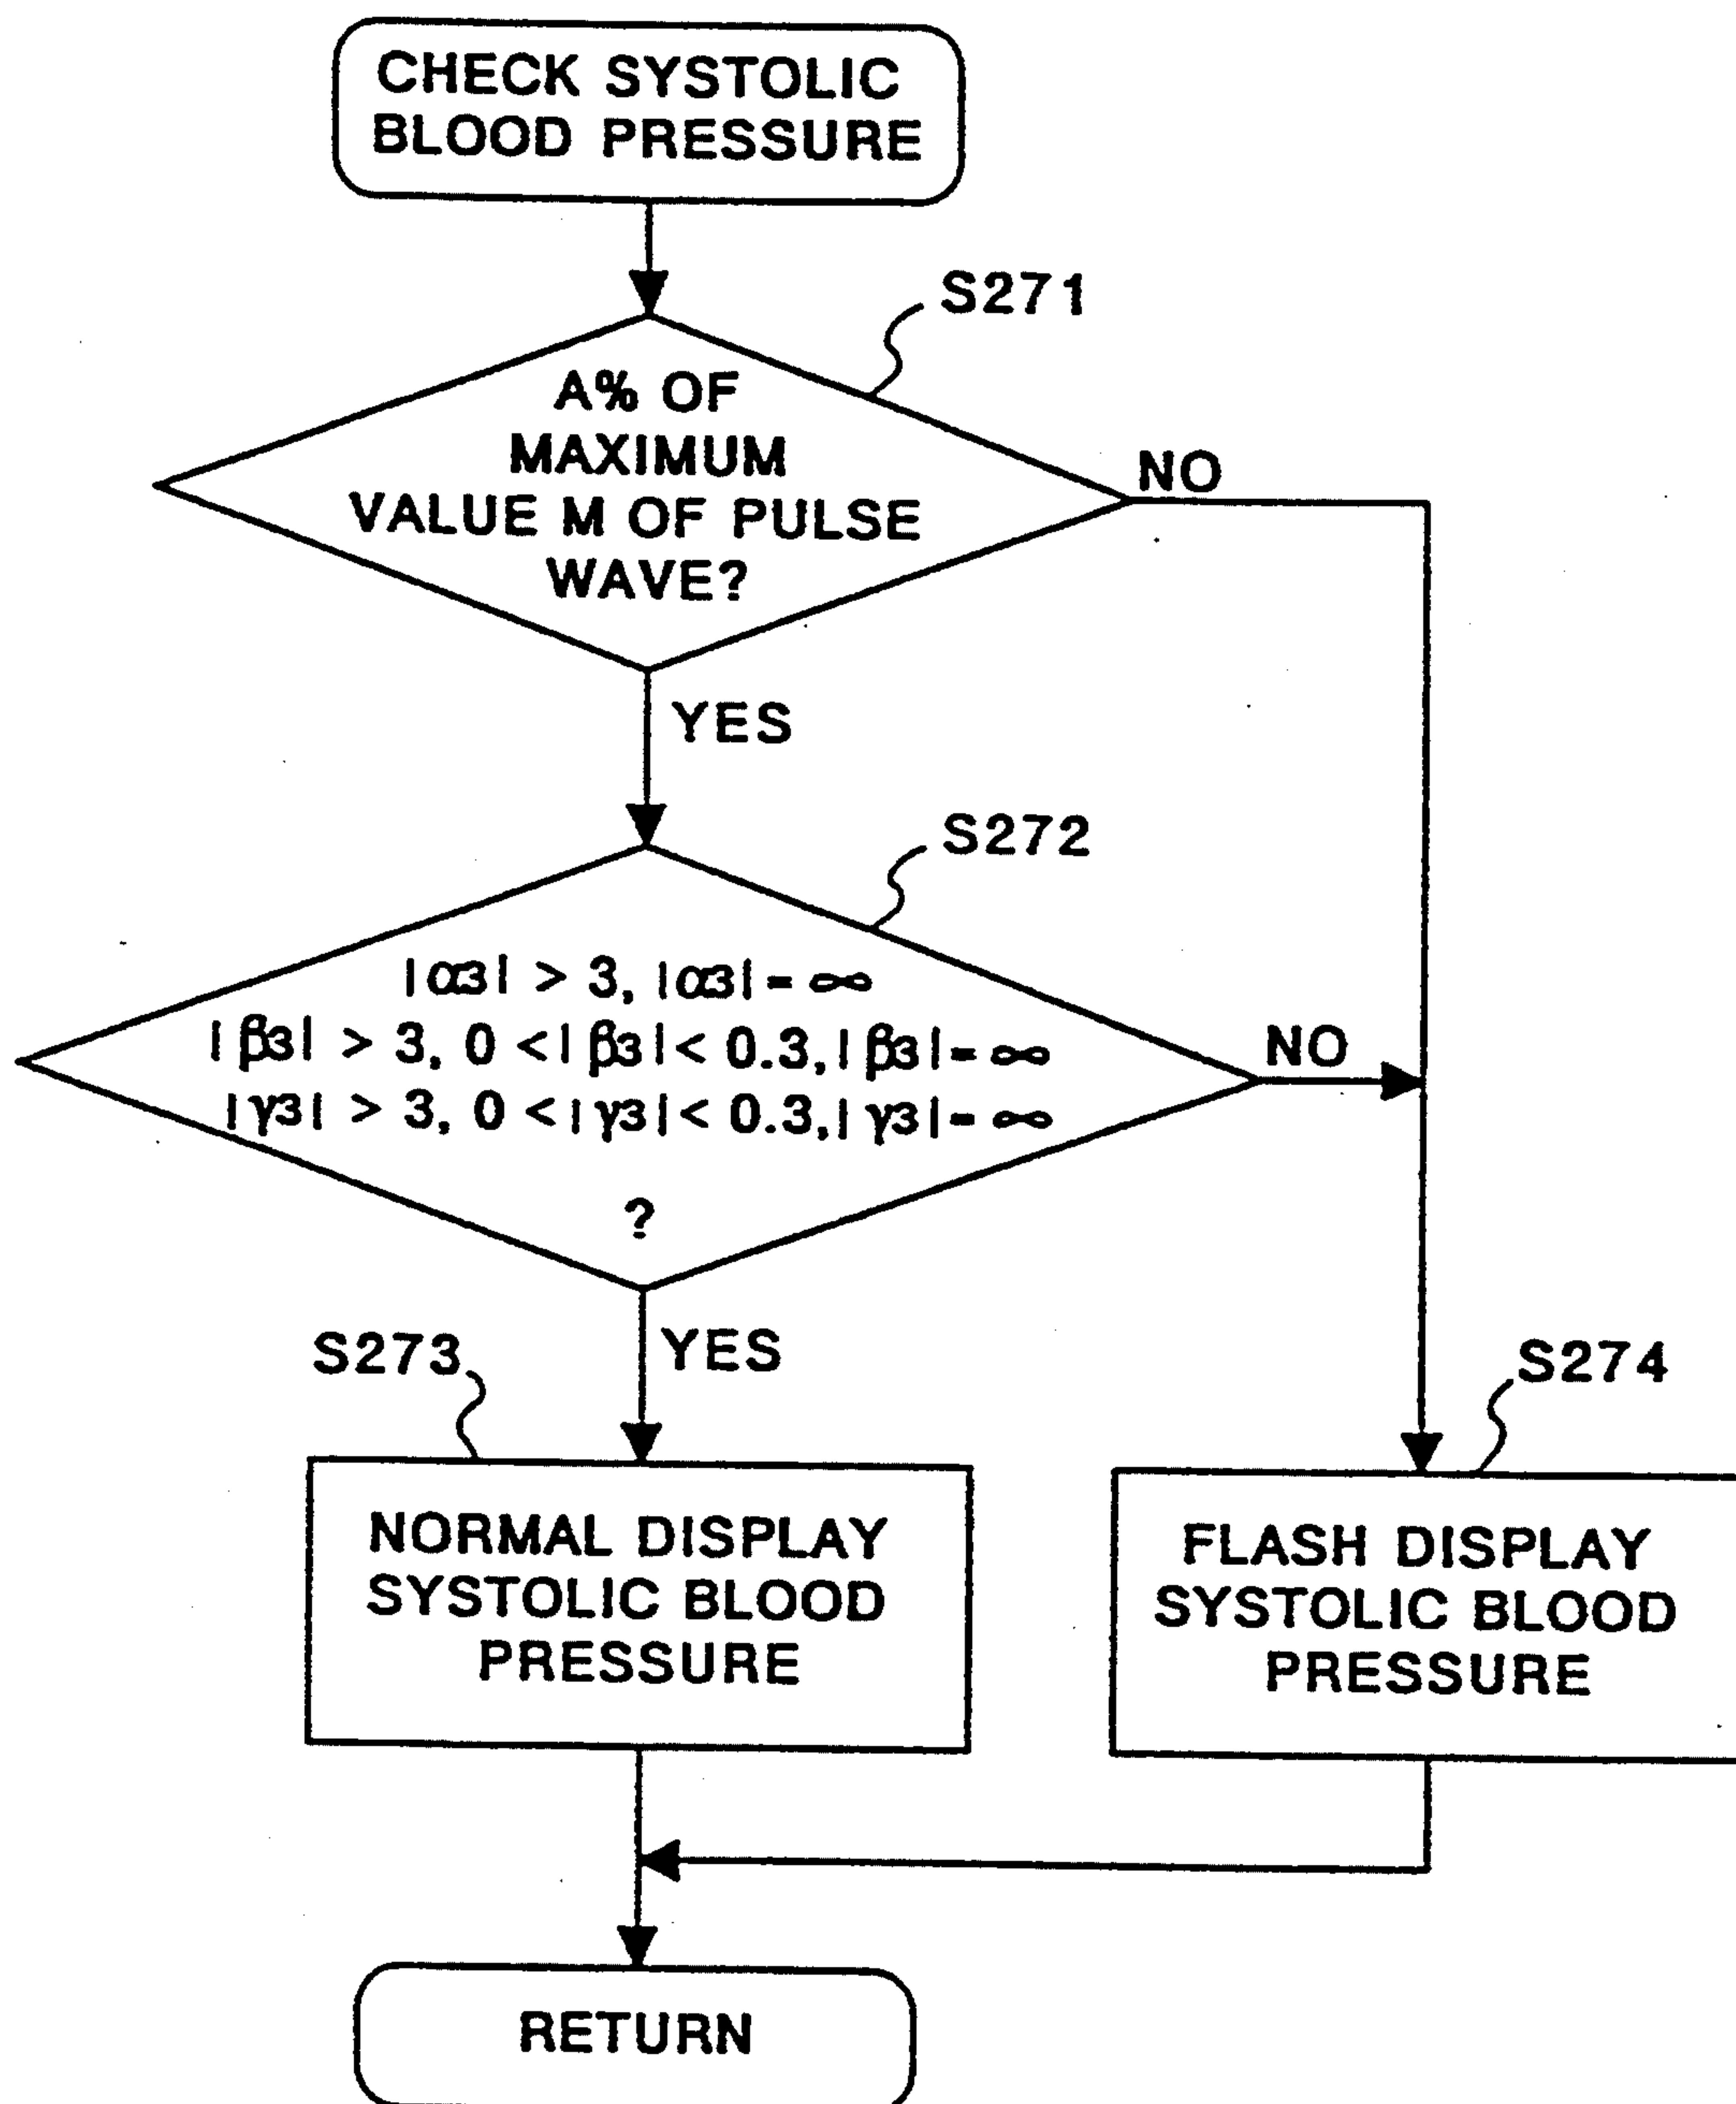 CHECK SYSTOLIC
BLOOD PRESSURE
S271
A% OF
MAXIMUM
VALUE M OF PULSE
WAVE?
NO
YES
S272
|α3| > 3, |α3| = ∞
|β3| > 3, 0 < |β3| < 0.3, |β3| = ∞
|γ3| > 3, 0 < |γ3| < 0.3, |γ3| = ∞
?
NO
YES
S273
NORMAL DISPLAY
SYSTOLIC BLOOD
PRESSURE
S274
FLASH DISPLAY
SYSTOLIC BLOOD
PRESSURE
RETURN